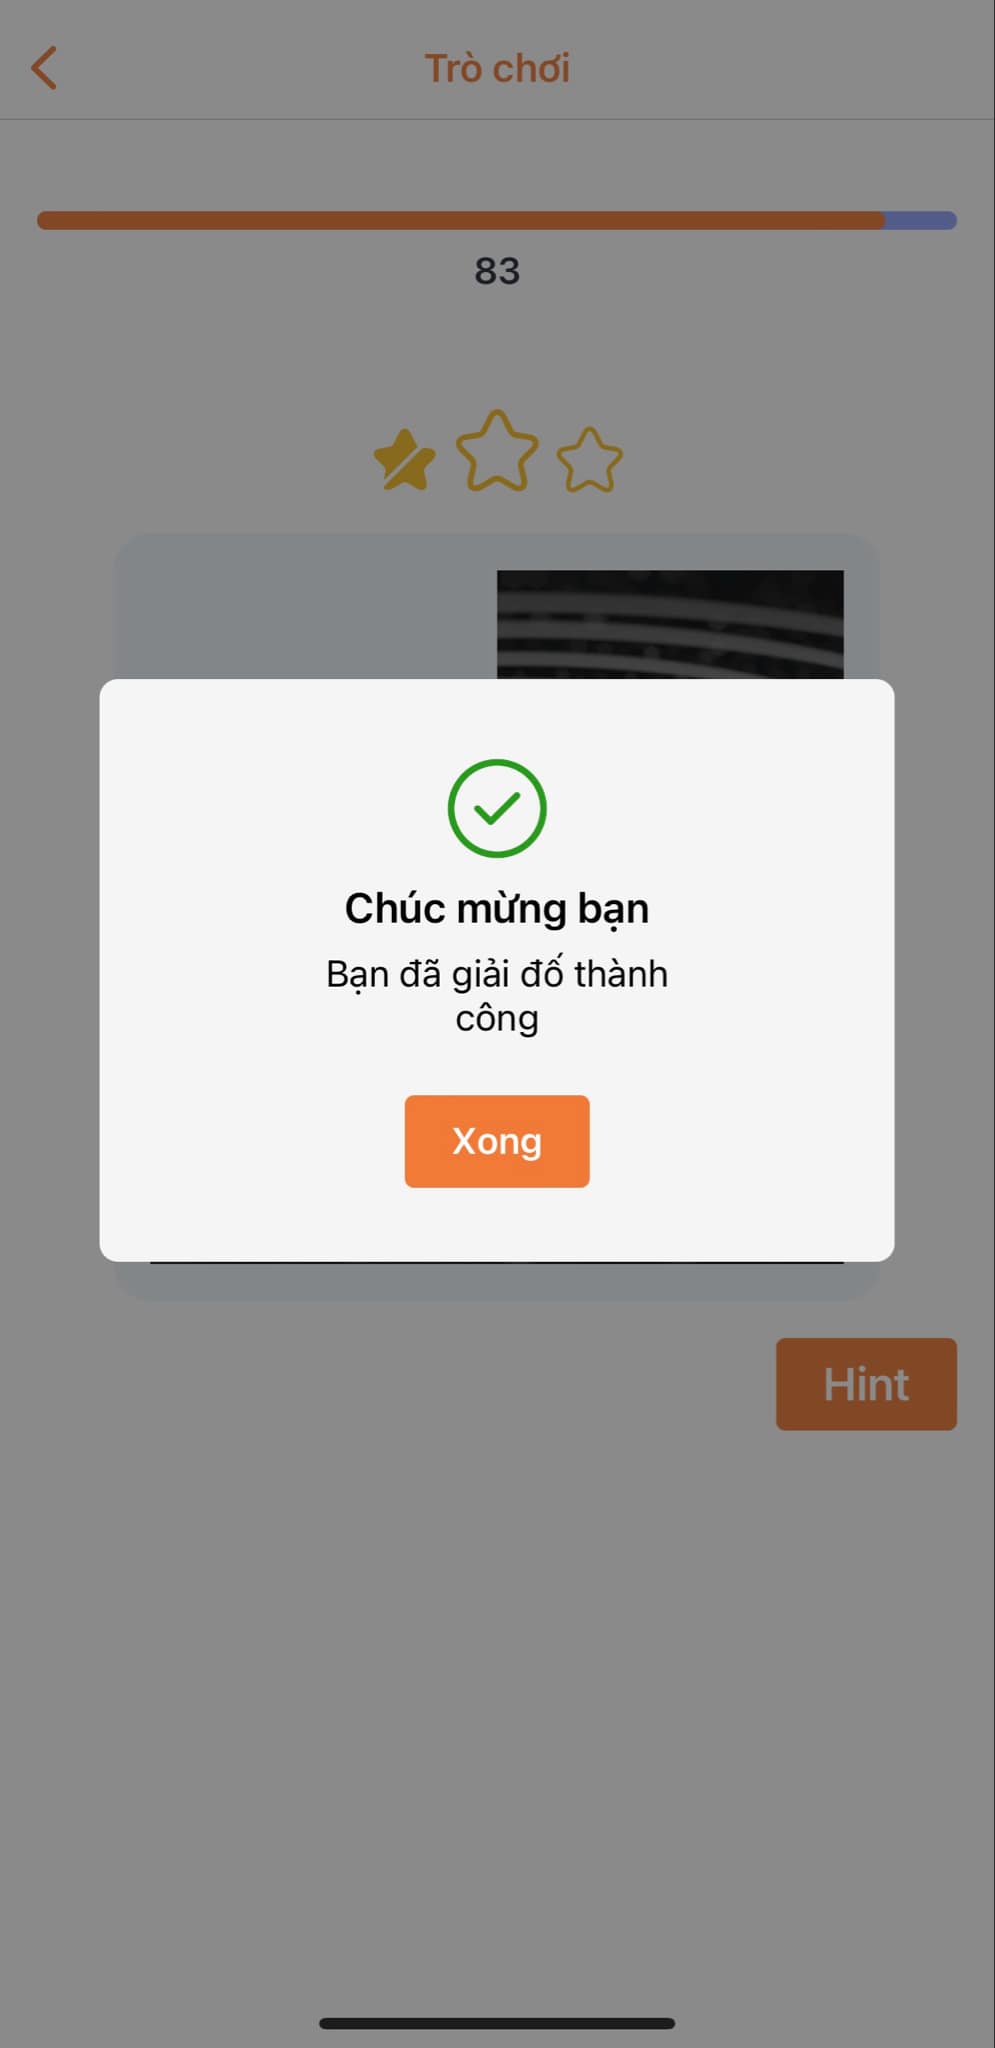 Trò chơi
83
Chúc mừng bạn
Bạn đã giải đố thành
công
Xong
Hint